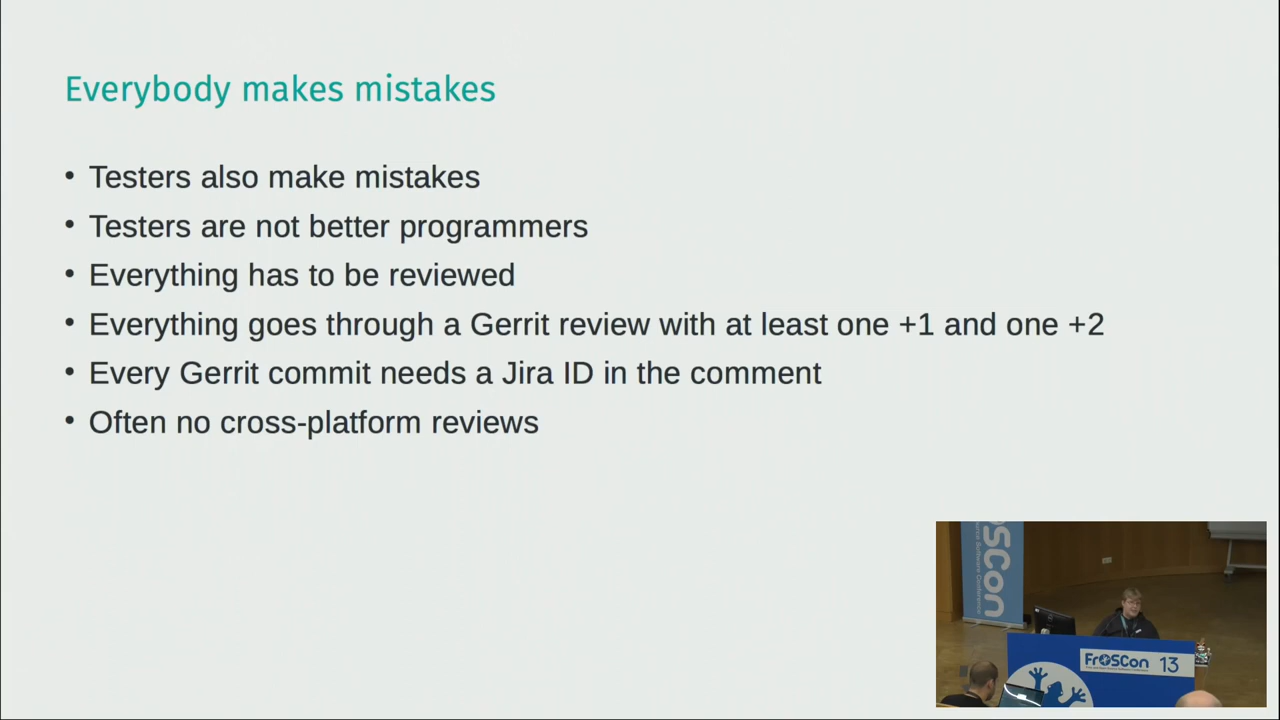 Everybody makes mistakes
• Testers also make mistakes
• Testers are not better programmers
• Everything has to be reviewed
• Everything goes through a Gerrit review with at least one +1 and one +2
• Every Gerrit commit needs a Jira ID in the comment
• Often no cross-platform reviews
FrOSCon 13